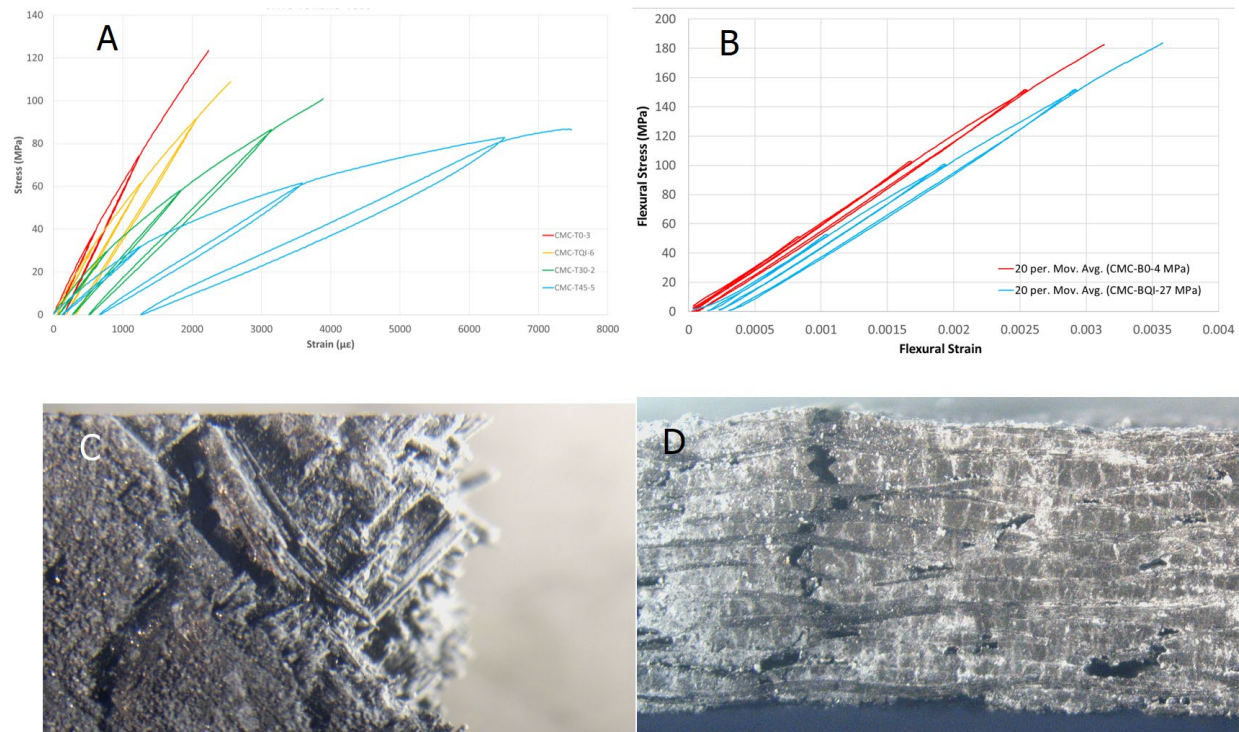 A
Stress (MPa)
140
120
100
80
60
40
20
0
0 1000 2000 3000 4000 5000 6000 7000 8000
Strain (µε)
CMC-T0-3
CMC-TQI-6
CMC-T30-2
CMC-T45-5
B
Flexural Stress (MPa)
200
180
160
140
120
100
80
60
40
20
0
0 0.0005 0.001 0.0015 0.002 0.0025 0.003 0.0035 0.004
Flexural Strain
20 per. Mov. Avg. (CMC-B0-4 MPa)
20 per. Mov. Avg. (CMC-BQI-27 MPa)
C
D